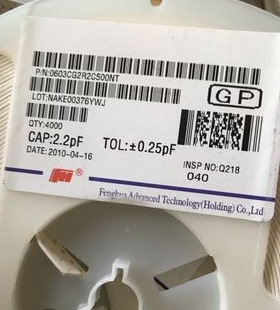 P/N:0603CG2R2C500NT
LOT:NAKE00376YWJ
GP
QTY:4000
CAP:2.2pF TOL:±0.25pF
DATE:2010-04-16
INSP NO:Q218
040
Fenghua Advanced Technology(Holding) Co.,Ltd